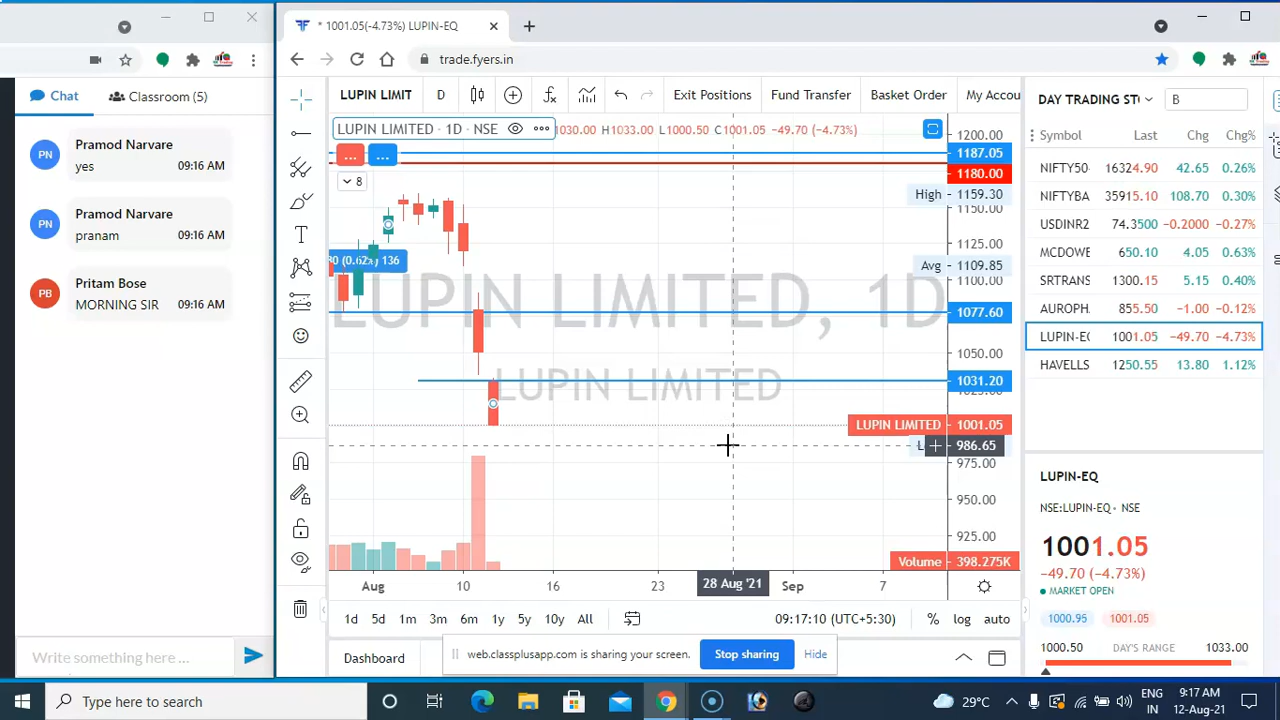 * 1001.05(-4.73%) LUPIN-EQ
trade.fyers.in
Chat
Classroom (5)
PN
Pramod Narvare
yes
09:16 AM
PN
Pramod Narvare
pranam
09:16 AM
PB
Pritam Bose
MORNING SIR
09:16 AM
Write something here ...
LUPIN LIMIT
D
Exit Positions
Fund Transfer
Basket Order
My Accou
LUPIN LIMITED · 1D · NSE
1030.00 H1033.00 L1000.50 C1001.05 -49.70 (-4.73%)
...
...
8
30 (0.62%) 136
LUPIN LIMITED, 1D
LUPIN LIMITED
1200.00
1187.05
1180.00
High - 1159.30
1150.00
1125.00
Avg - 1109.85
1100.00
1077.60
1050.00
1031.20
1025.00
LUPIN LIMITED 1001.05
L
986.65
975.00
950.00
925.00
Volume 398.275K
Aug
10
16
23
28 Aug '21
Sep
7
1d
5d
1m
3m
6m
1y
5y
10y
All
09:17:10 (UTC+5:30)
%
log
auto
Dashboard
web.classplusapp.com is sharing your screen.
Stop sharing
Hide
DAY TRADING STO
B
Symbol Last Chg Chg%
NIFTY50- 16324.90 42.65 0.26%
NIFTYBA 35915.10 108.70 0.30%
USDINR2 74.3500 -0.2000 -0.27%
MCDOWE 650.10 4.05 0.63%
SRTRANS 1300.15 5.15 0.40%
AUROPH. 855.50 -1.00 -0.12%
LUPIN-EQ 1001.05 -49.70 -4.73%
HAVELLS 1250.55 13.80 1.12%
LUPIN-EQ
NSE:LUPIN-EQ • NSE
1001.05
-49.70 (-4.73%)
MARKET OPEN
1000.95
1001.05
1000.50 DAY'S RANGE 1033.00
Type here to search
29°C
ENG
IN
9:17 AM
12-Aug-21